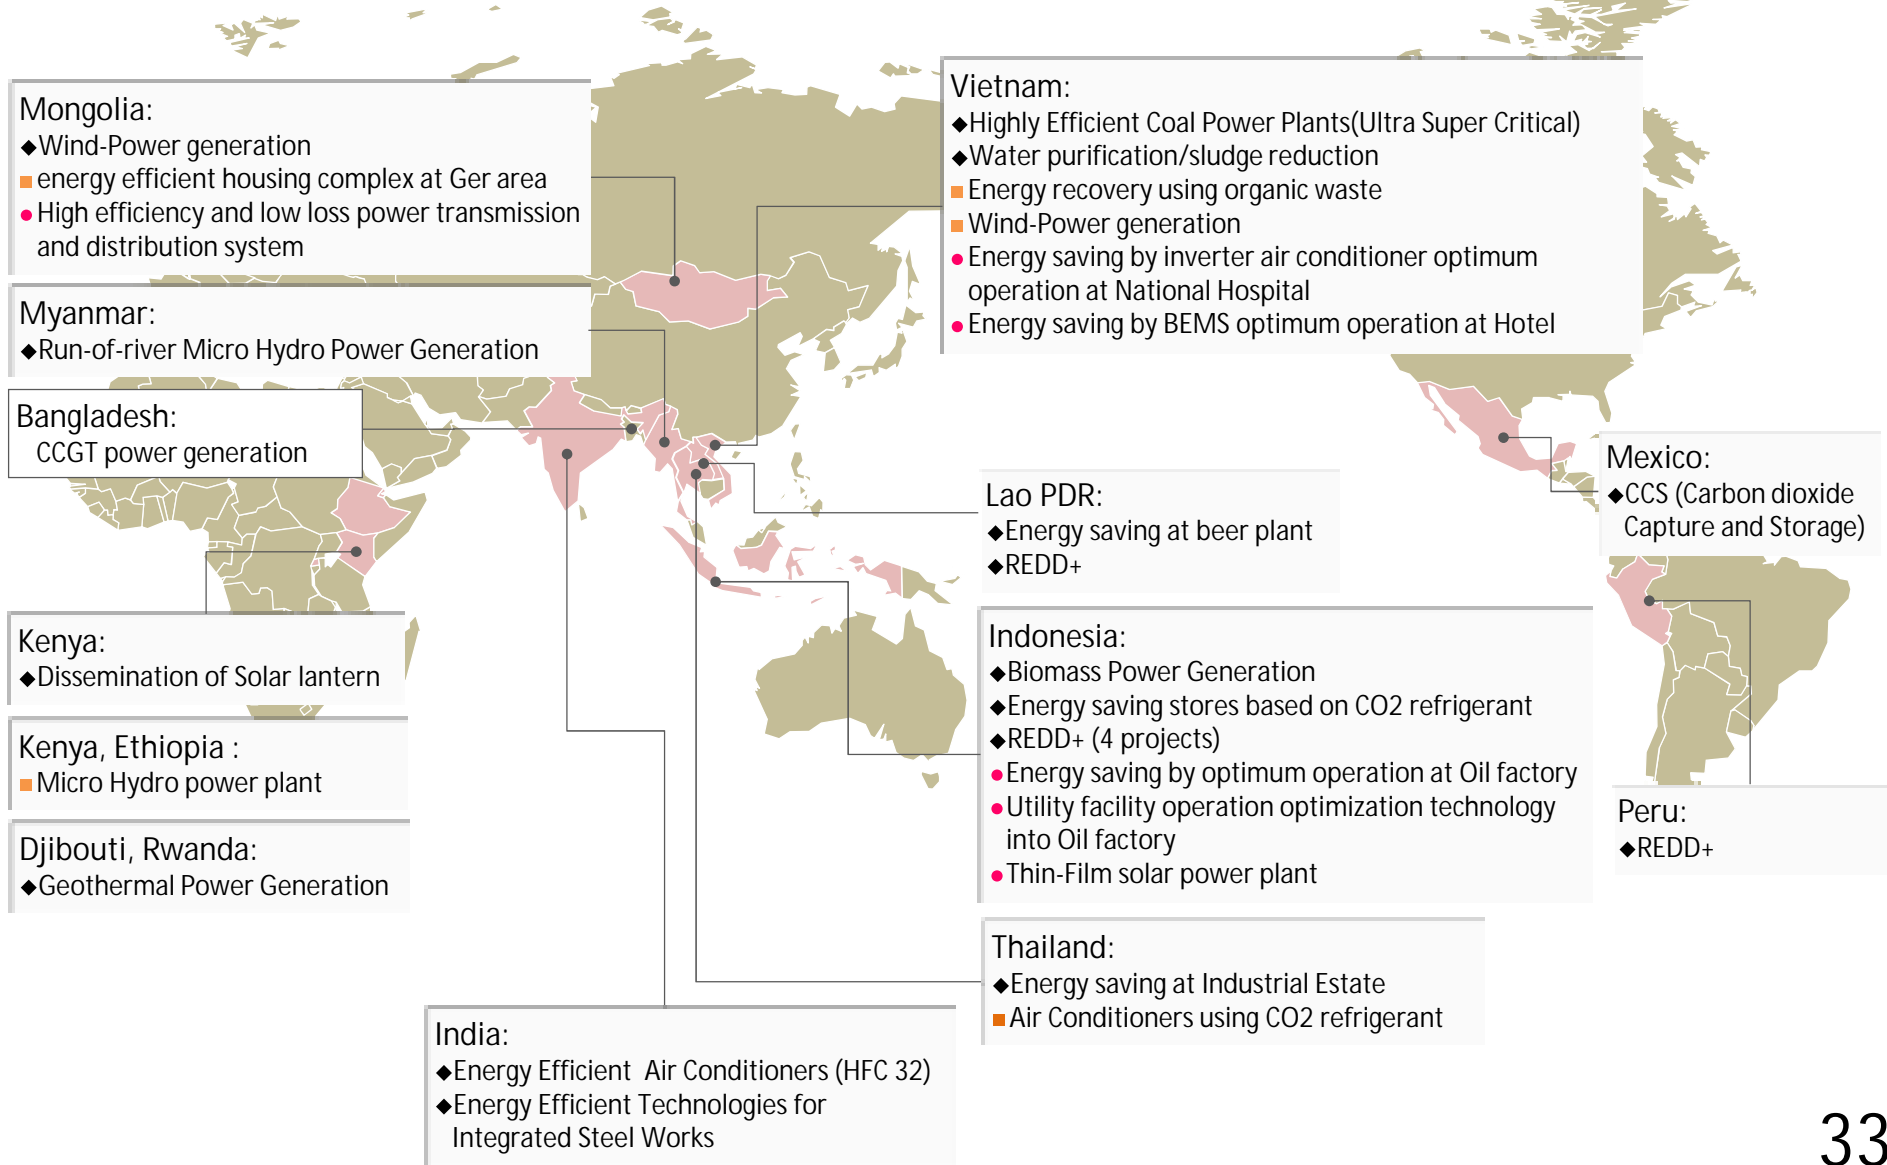 Mongolia:
◆Wind-Power generation
■energy efficient housing complex at Ger area
●High efficiency and low loss power transmission
and distribution system
Myanmar:
◆Run-of-river Micro Hydro Power Generation
Bangladesh:
CCGT power generation
Kenya:
◆Dissemination of Solar lantern
Kenya, Ethiopia :
■Micro Hydro power plant
Djibouti, Rwanda:
◆Geothermal Power Generation
India:
◆Energy Efficient  Air Conditioners (HFC 32)
◆Energy Efficient Technologies for
Integrated Steel Works
Vietnam:
◆Highly Efficient Coal Power Plants(Ultra Super Critical)
◆Water purification/sludge reduction
■Energy recovery using organic waste
■Wind-Power generation
●Energy saving by inverter air conditioner optimum
operation at National Hospital
●Energy saving by BEMS optimum operation at Hotel
Lao PDR:
◆Energy saving at beer plant
◆REDD+
Indonesia:
◆Biomass Power Generation
◆Energy saving stores based on CO2 refrigerant
◆REDD+ (4 projects)
●Energy saving by optimum operation at Oil factory
●Utility facility operation optimization technology
into Oil factory
●Thin-Film solar power plant
Thailand:
◆Energy saving at Industrial Estate
■Air Conditioners using CO2 refrigerant
Mexico:
◆CCS (Carbon dioxide
Capture and Storage)
Peru:
◆REDD+
33